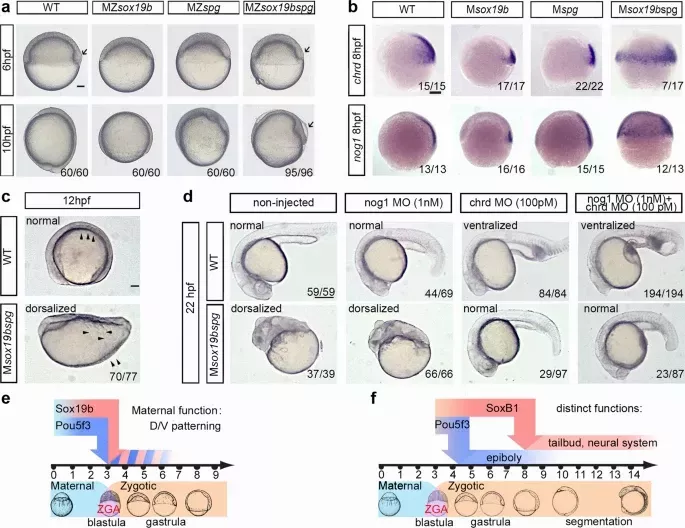 a
WT
MZsox19b
MZspg
MZsox19bspg
6hpf
10hpf
60/60
60/60
60/60
95/96
b
WT
Msox19b
Mspg
Msox19bspg
chrd 8hpf
15/15
17/17
22/22
7/17
nog1 8hpf
13/13
16/16
15/15
12/13
c
12hpf
WT
normal
Msox19bspg
dorsalized
70/77
d
non-injected
nog1 MO (1nM)
chrd MO (100pM)
nog1 MO (1nM)+
chrd MO (100 pM)
22 hpf
WT
normal
normal
ventralized
ventralized
59/59
44/69
84/84
194/194
Msox19bspg
dorsalized
dorsalized
normal
normal
37/39
66/66
29/97
23/87
e
Sox19b
Pou5f3
Maternal function:
D/V patterning
0 1 2 3 4 5 6 7 8 9
Maternal
Zygotic
ZGA
blastula
gastrula
f
SoxB1
Pou5f3
distinct functions:
tailbud, neural system
epiboly
0 1 2 3 4 5 6 7 8 9 10 11 12 13 14
Maternal
Zygotic
ZGA
blastula
gastrula
segmentation